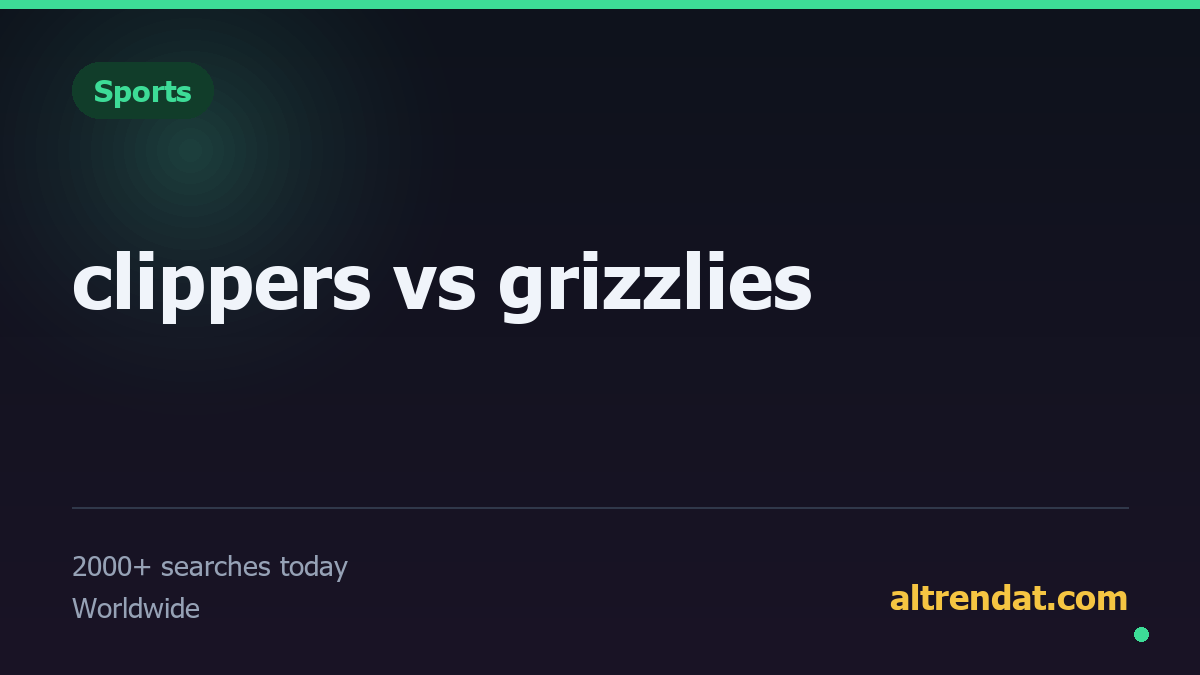 Sports
clippers vs grizzlies
2000+ searches today
Worldwide
altrendat.com